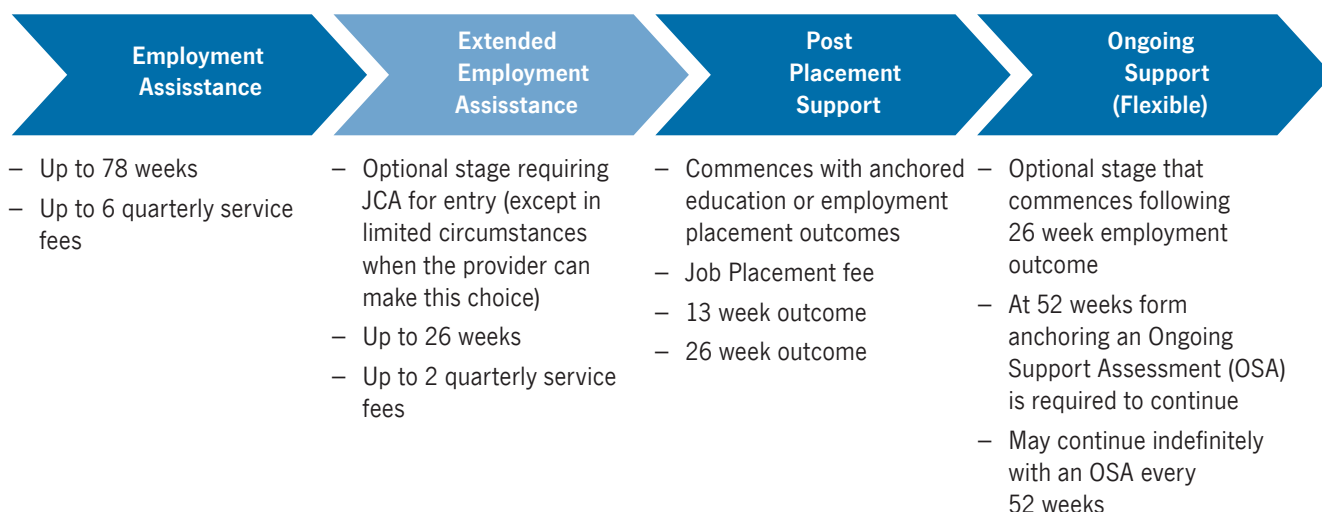 Employment
Assisstance
Extended
Employment
Assisstance
Post
Placement
Support
Ongoing
Support
(Flexible)
– Up to 78 weeks
– Up to 6 quarterly service
fees
– Optional stage requiring
JCA for entry (except in
limited circumstances
when the provider can
make this choice)
– Up to 26 weeks
– Up to 2 quarterly service
fees
– Commences with anchored
education or employment
placement outcomes
– Job Placement fee
– 13 week outcome
– 26 week outcome
– Optional stage that
commences following
26 week employment
outcome
– At 52 weeks form
anchoring an Ongoing
Support Assessment (OSA)
is required to continue
– May continue indefinitely
with an OSA every
52 weeks